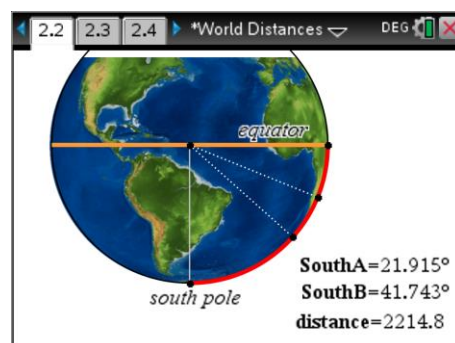 2.2 2.3 2.4 *World Distances DEG
equator
SouthA=21.915°
SouthB=41.743°
south pole
distance=2214.8